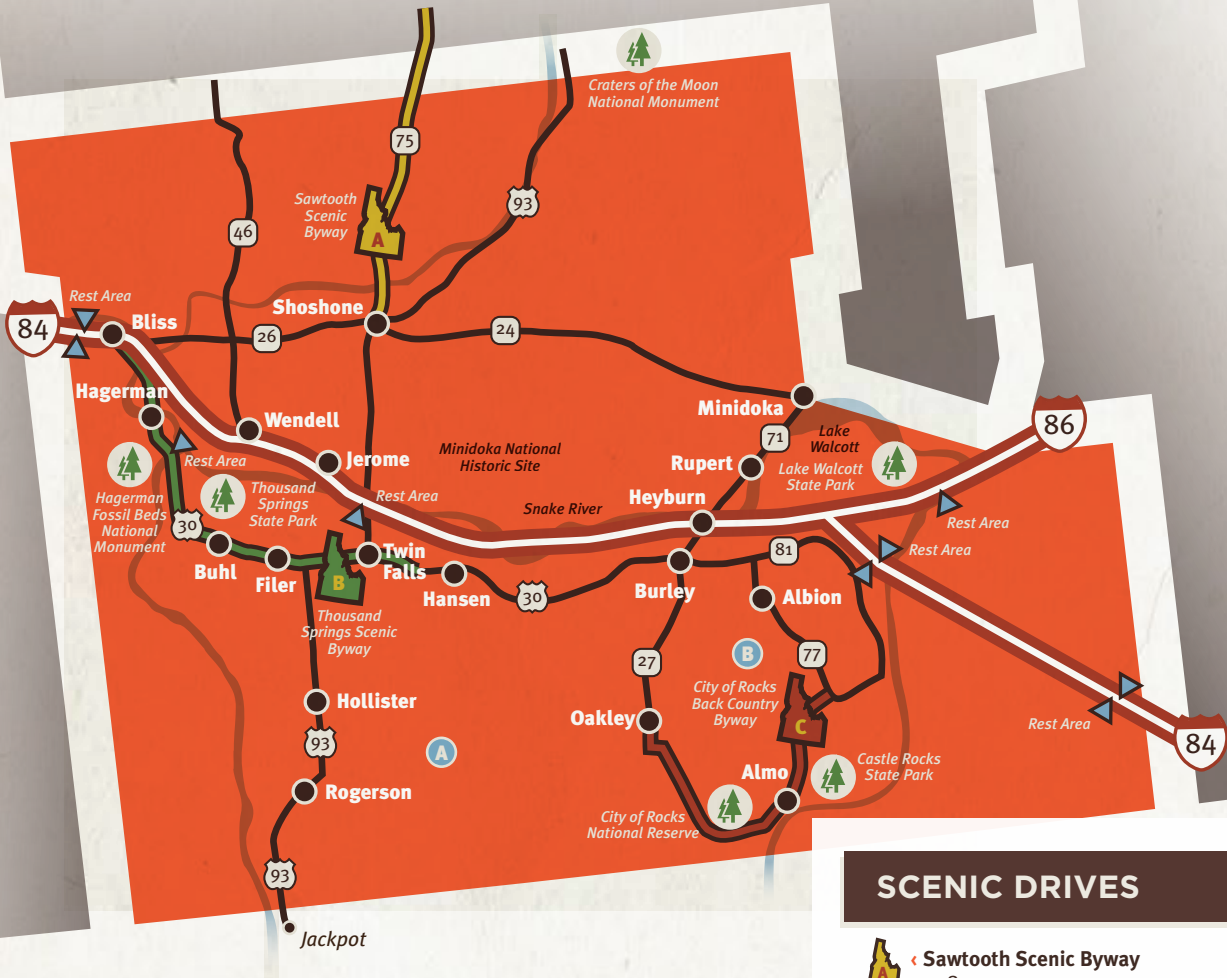 Craters of the Moon
National Monument
75
Sawtooth
Scenic
Byway
93
A
46
Rest Area
84
Bliss
Shoshone
26
24
Hagerman
Wendell
Minidoka
86
Jerome
Minidoka National
Historic Site
71
Lake
Walcott
Rupert
Lake Walcott
State Park
Rest Area
Hagerman
Fossil Beds
National
Monument
Thousand
Springs
State Park
Rest Area
Heyburn
Snake River
Rest Area
30
Buhl
Filer
B
Twin
Falls
Hansen
30
Burley
81
Rest Area
Albion
Thousand
Springs Scenic
Byway
27
B
77
City of Rocks
Back Country
Byway
Hollister
Oakley
C
Rest Area
84
93
A
Almo
Castle Rocks
State Park
Rogerson
City of Rocks
National Reserve
93
Jackpot
SCENIC DRIVES
A
‹ Sawtooth Scenic Byway